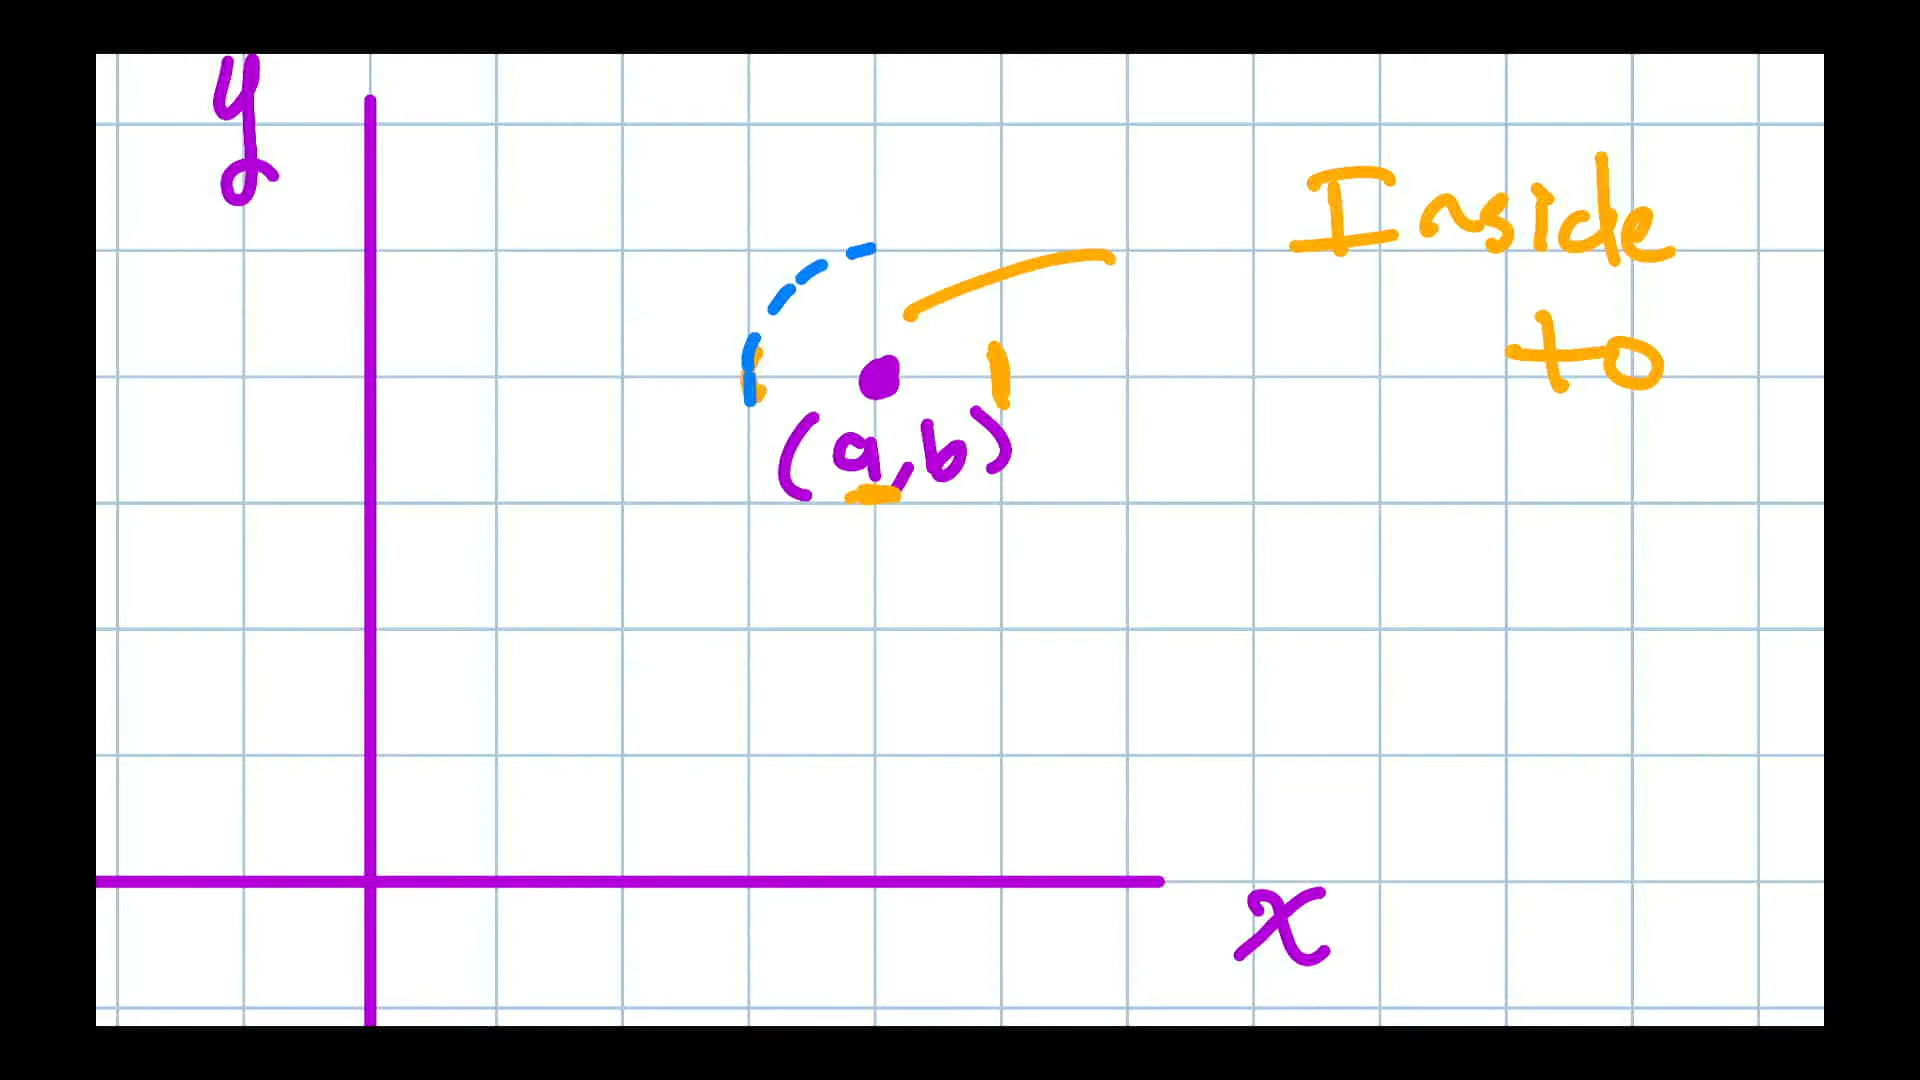 y
Inside
to
(a,b)
x